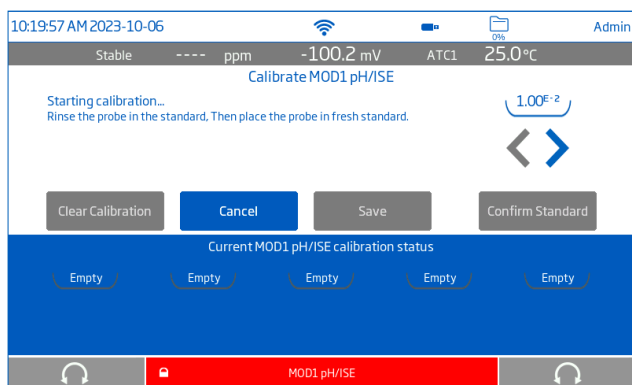 10:19:57 AM 2023-10-06 0% Admin
Stable ---- ppm -100.2 mV ATC1 25.0°C
Calibrate MOD1 pH/ISE
Starting calibration...
Rinse the probe in the standard, Then place the probe in fresh standard.
1.00E-2
Clear Calibration Cancel Save Confirm Standard
Current MOD1 pH/ISE calibration status
Empty Empty Empty Empty Empty
MOD1 pH/ISE